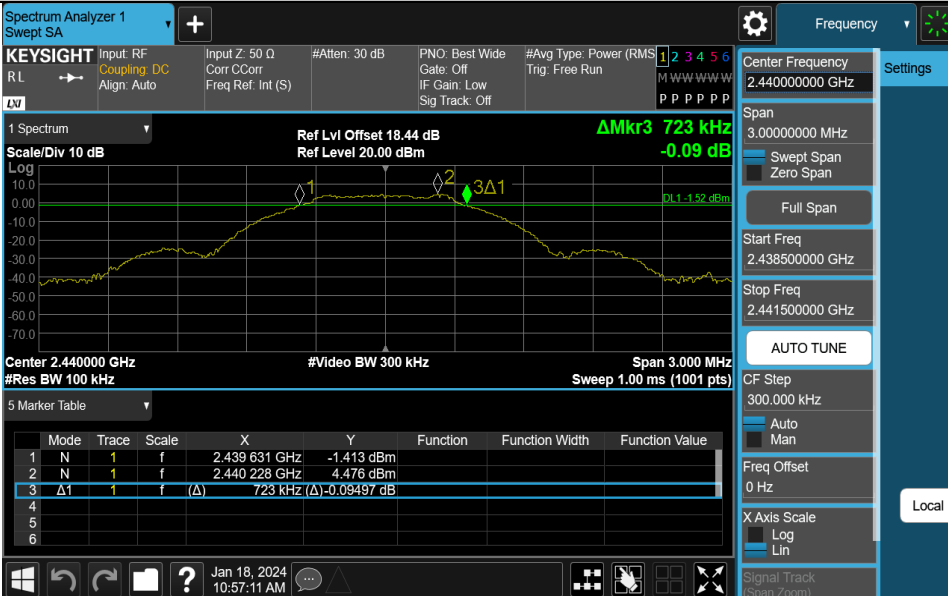 Spectrum Analyzer 1
Swept SA
+
Frequency
KEYSIGHT
R L
LXI
Input: RF
Coupling: DC
Align: Auto
Input Z: 50 Ω
Corr CCorr
Freq Ref: Int (S)
#Atten: 30 dB
PNO: Best Wide
Gate: Off
IF Gain: Low
Sig Track: Off
#Avg Type: Power (RMS
Trig: Free Run
1 2 3 4 5 6
M W W W W W
P P P P P P
Center Frequency
2.440000000 GHz
Settings
Span
3.00000000 MHz
Swept Span
Zero Span
Full Span
Start Freq
2.438500000 GHz
Stop Freq
2.441500000 GHz
AUTO TUNE
CF Step
300.000 kHz
Auto
Man
Freq Offset
0 Hz
X Axis Scale
Log
Lin
Signal Track
(Span Zoom)
Local
1 Spectrum
Scale/Div 10 dB
Ref Lvl Offset 18.44 dB
Ref Level 20.00 dBm
ΔMkr3 723 kHz
-0.09 dB
Log
10.0
0.00
-10.0
-20.0
-30.0
-40.0
-50.0
-60.0
-70.0
1
2
3Δ1
DL1 -1.52 dBm
Center 2.440000 GHz
#Video BW 300 kHz
Span 3.000 MHz
#Res BW 100 kHz
Sweep 1.00 ms (1001 pts)
5 Marker Table
Mode Trace Scale X Y Function Function Width Function Value
1 N 1 f 2.439 631 GHz -1.413 dBm
2 N 1 f 2.440 228 GHz 4.476 dBm
3 Δ1 1 f (Δ) 723 kHz (Δ) -0.09497 dB
4
5
6
?
Jan 18, 2024
10:57:11 AM